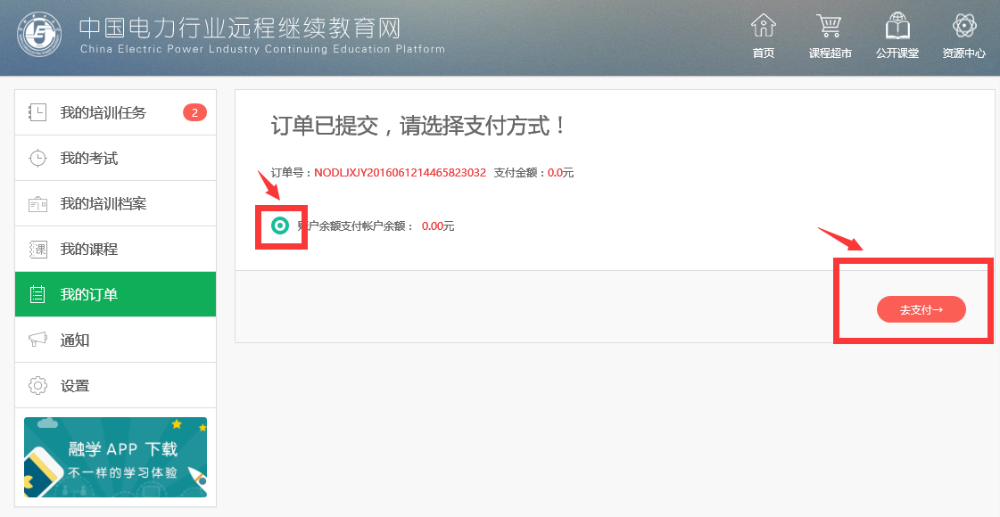 中国电力行业远程继续教育网
China Electric Power Lndustry Continuing Education Platform
首页
课程超市
公开课堂
资源中心
我的培训任务
2
我的考试
我的培训档案
课
我的课程
我的订单
通知
设置
融学 APP 下载
不一样的学习体验
订单已提交，请选择支付方式！
订单号：NODLJXJY2016061214465823032 支付金额：0.0元
户余额支付帐户余额： 0.00元
去支付→